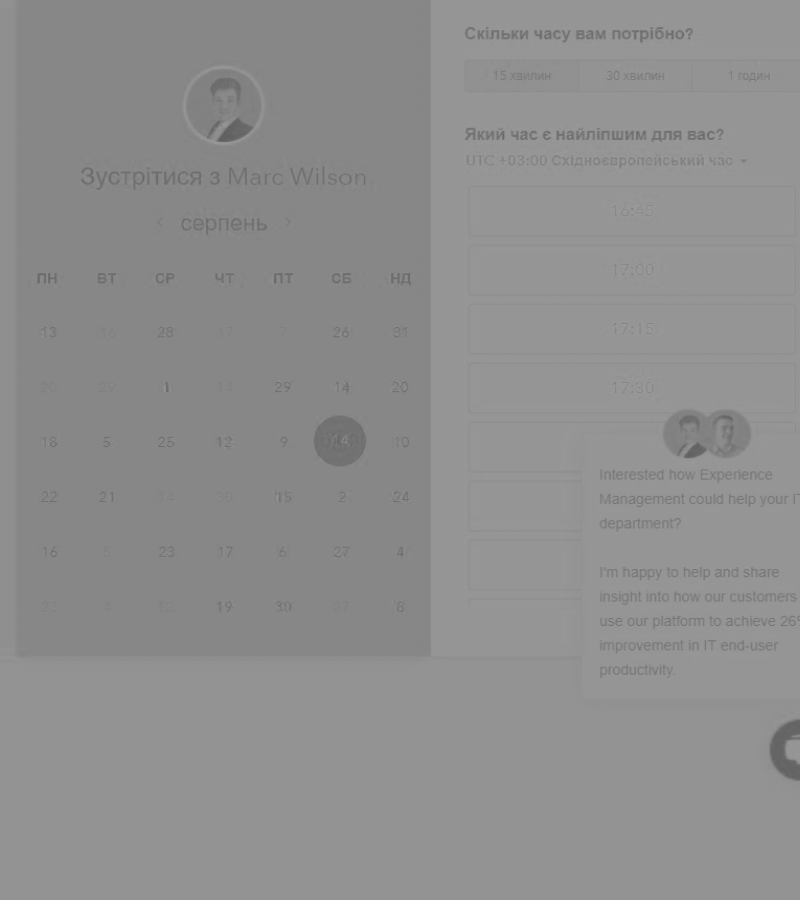 Зустрітися з Marc Wilson
серпень
ПН ВТ СР ЧТ ПТ СБ НД
13 16 28 17 7 26 31
20 29 1 14 29 14 20
18 5 25 12 9 14 10
22 21 14 30 15 2 24
16 5 23 17 6 27 4
23 4 12 19 30 27 8
Скільки часу вам потрібно?
15 хвилин 30 хвилин 1 годин
Який час є найліпшим для вас?
UTC +03:00 Східноєвропейський час
16:45
17:00
17:15
17:30
Interested how Experience
Management could help your IT
department?
I'm happy to help and share
insight into how our customers
use our platform to achieve 26%
improvement in IT end-user
productivity.